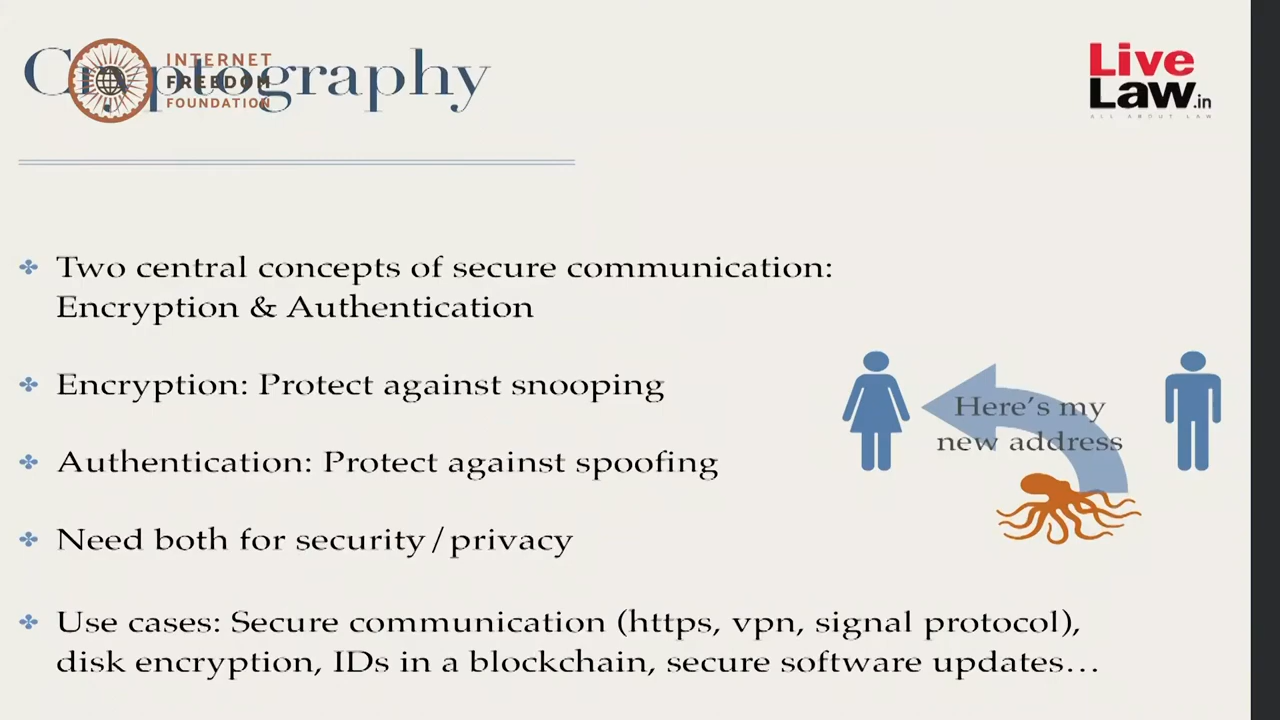 Cryptography
INTERNET
FREEDOM
FOUNDATION
Live
Law.in
ALL ABOUT LAW
Two central concepts of secure communication:
Encryption & Authentication
Encryption: Protect against snooping
Authentication: Protect against spoofing
Need both for security/privacy
Use cases: Secure communication (https, vpn, signal protocol),
disk encryption, IDs in a blockchain, secure software updates…
Here's my
new address